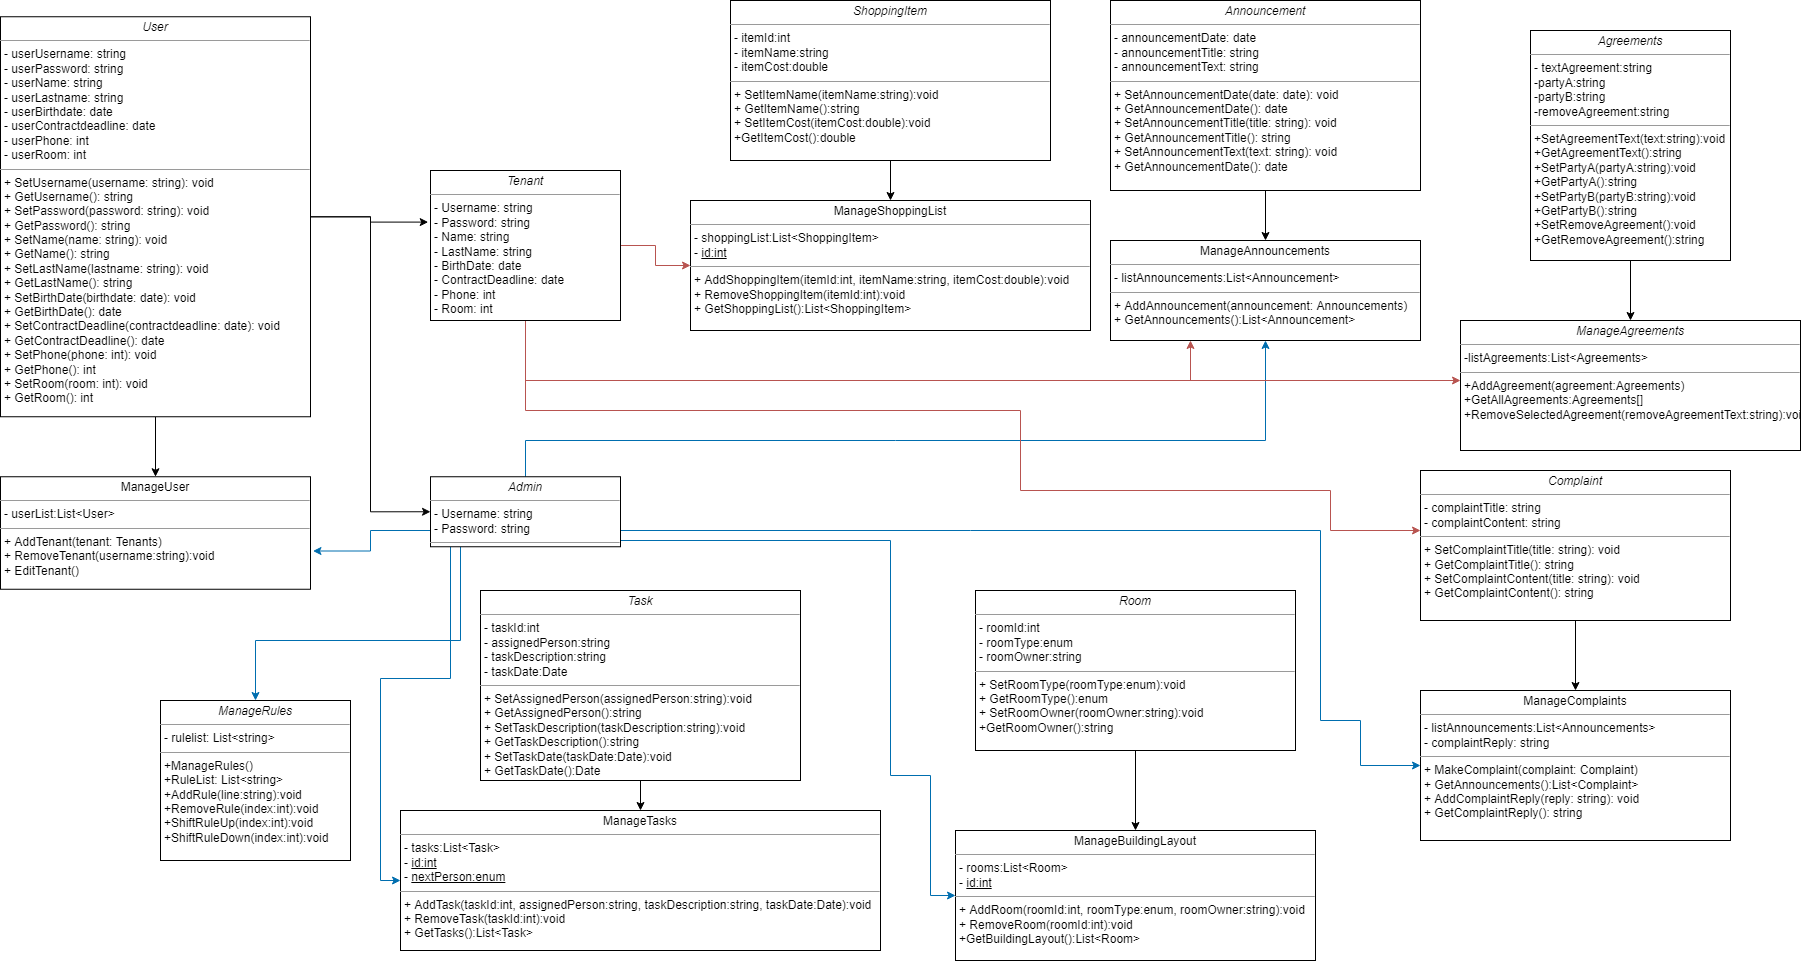 User
- userUsername: string
- userPassword: string
- userName: string
- userLastname: string
- userBirthdate: date
- userContractdeadline: date
- userPhone: int
- userRoom: int
+ SetUsername(username: string): void
+ GetUsername(): string
+ SetPassword(password: string): void
+ GetPassword(): string
+ SetName(name: string): void
+ GetName(): string
+ SetLastName(lastname: string): void
+ GetLastName(): string
+ SetBirthDate(birthdate: date): void
+ GetBirthDate(): date
+ SetContractDeadline(contractdeadline: date): void
+ GetContractDeadline(): date
+ SetPhone(phone: int): void
+ GetPhone(): int
+ SetRoom(room: int): void
+ GetRoom(): int
ManageUser
- userList:List<User>
+ AddTenant(tenant: Tenants)
+ RemoveTenant(username:string):void
+ EditTenant()
Tenant
- Username: string
- Password: string
- Name: string
- LastName: string
- BirthDate: date
- ContractDeadline: date
- Phone: int
- Room: int
Admin
- Username: string
- Password: string
ShoppingItem
- itemId:int
- itemName:string
- itemCost:double
+ SetItemName(itemName:string):void
+ GetItemName():string
+ SetItemCost(itemCost:double):void
+GetItemCost():double
ManageShoppingList
- shoppingList:List<ShoppingItem>
- id:int
+ AddShoppingItem(itemId:int, itemName:string, itemCost:double):void
+ RemoveShoppingItem(itemId:int):void
+ GetShoppingList():List<ShoppingItem>
Announcement
- announcementDate: date
- announcementTitle: string
- announcementText: string
+ SetAnnouncementDate(date: date): void
+ GetAnnouncementDate(): date
+ SetAnnouncementTitle(title: string): void
+ GetAnnouncementTitle(): string
+ SetAnnouncementText(text: string): void
+ GetAnnouncementDate(): date
ManageAnnouncements
- listAnnouncements:List<Announcement>
+ AddAnnouncement(announcement: Announcements)
+ GetAnnouncements():List<Announcement>
Agreements
- textAgreement:string
-partyA:string
-partyB:string
-removeAgreement:string
+SetAgreementText(text:string):void
+GetAgreementText():string
+SetPartyA(partyA:string):void
+GetPartyA():string
+SetPartyB(partyB:string):void
+GetPartyB():string
+SetRemoveAgreement():void
+GetRemoveAgreement():string
ManageAgreements
-listAgreements:List<Agreements>
+AddAgreement(agreement:Agreements)
+GetAllAgreements:Agreements[]
+RemoveSelectedAgreement(removeAgreementText:string):voi
Complaint
- complaintTitle: string
- complaintContent: string
+ SetComplaintTitle(title: string): void
+ GetComplaintTitle(): string
+ SetComplaintContent(title: string): void
+ GetComplaintContent(): string
ManageComplaints
- listAnnouncements:List<Announcements>
- complaintReply: string
+ MakeComplaint(complaint: Complaint)
+ GetAnnouncements():List<Complaint>
+ AddComplaintReply(reply: string): void
+ GetComplaintReply(): string
ManageRules
- rulelist: List<string>
+ManageRules()
+RuleList: List<string>
+AddRule(line:string):void
+RemoveRule(index:int):void
+ShiftRuleUp(index:int):void
+ShiftRuleDown(index:int):void
Task
- taskId:int
- assignedPerson:string
- taskDescription:string
- taskDate:Date
+ SetAssignedPerson(assignedPerson:string):void
+ GetAssignedPerson():string
+ SetTaskDescription(taskDescription:string):void
+ GetTaskDescription():string
+ SetTaskDate(taskDate:Date):void
+ GetTaskDate():Date
ManageTasks
- tasks:List<Task>
- id:int
- nextPerson:enum
+ AddTask(taskId:int, assignedPerson:string, taskDescription:string, taskDate:Date):void
+ RemoveTask(taskId:int):void
+ GetTasks():List<Task>
Room
- roomId:int
- roomType:enum
- roomOwner:string
+ SetRoomType(roomType:enum):void
+ GetRoomType():enum
+ SetRoomOwner(roomOwner:string):void
+GetRoomOwner():string
ManageBuildingLayout
- rooms:List<Room>
- id:int
+ AddRoom(roomId:int, roomType:enum, roomOwner:string):void
+ RemoveRoom(roomId:int):void
+GetBuildingLayout():List<Room>